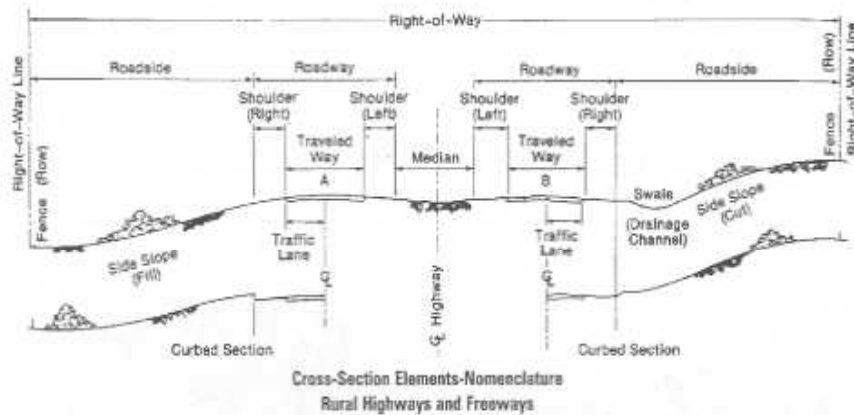 Right-of-Way
Right-of-Way Line
Fence (Row)
Roadside
Roadway
Roadway
Roadside
Fence (Row)
Right-of-Way Line
Shoulder
(Right)
Shoulder
(Left)
Shoulder
(Left)
Shoulder
(Right)
Traveled
Way
Median
Traveled
Way
A
B
Swale
(Drainage
Channel)
Side Slope
(Cut)
Side Slope
(Fill)
Traffic
Lane
Traffic
Lane
℄
℄
℄ Highway
Curbed Section
Curbed Section
Cross-Section Elements-Nomenclature
Rural Highways and Freeways